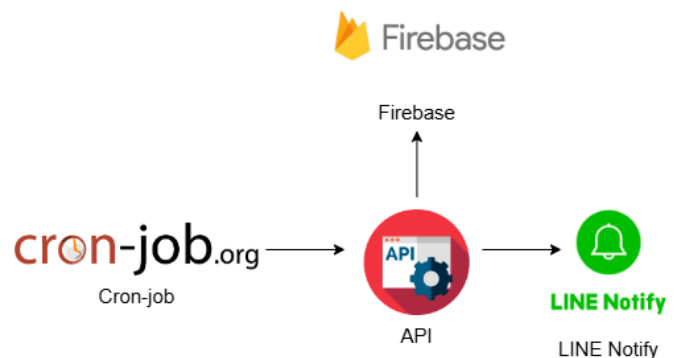 Firebase
Firebase
cron-job.org
Cron-job
API
API
LINE Notify
LINE Notify